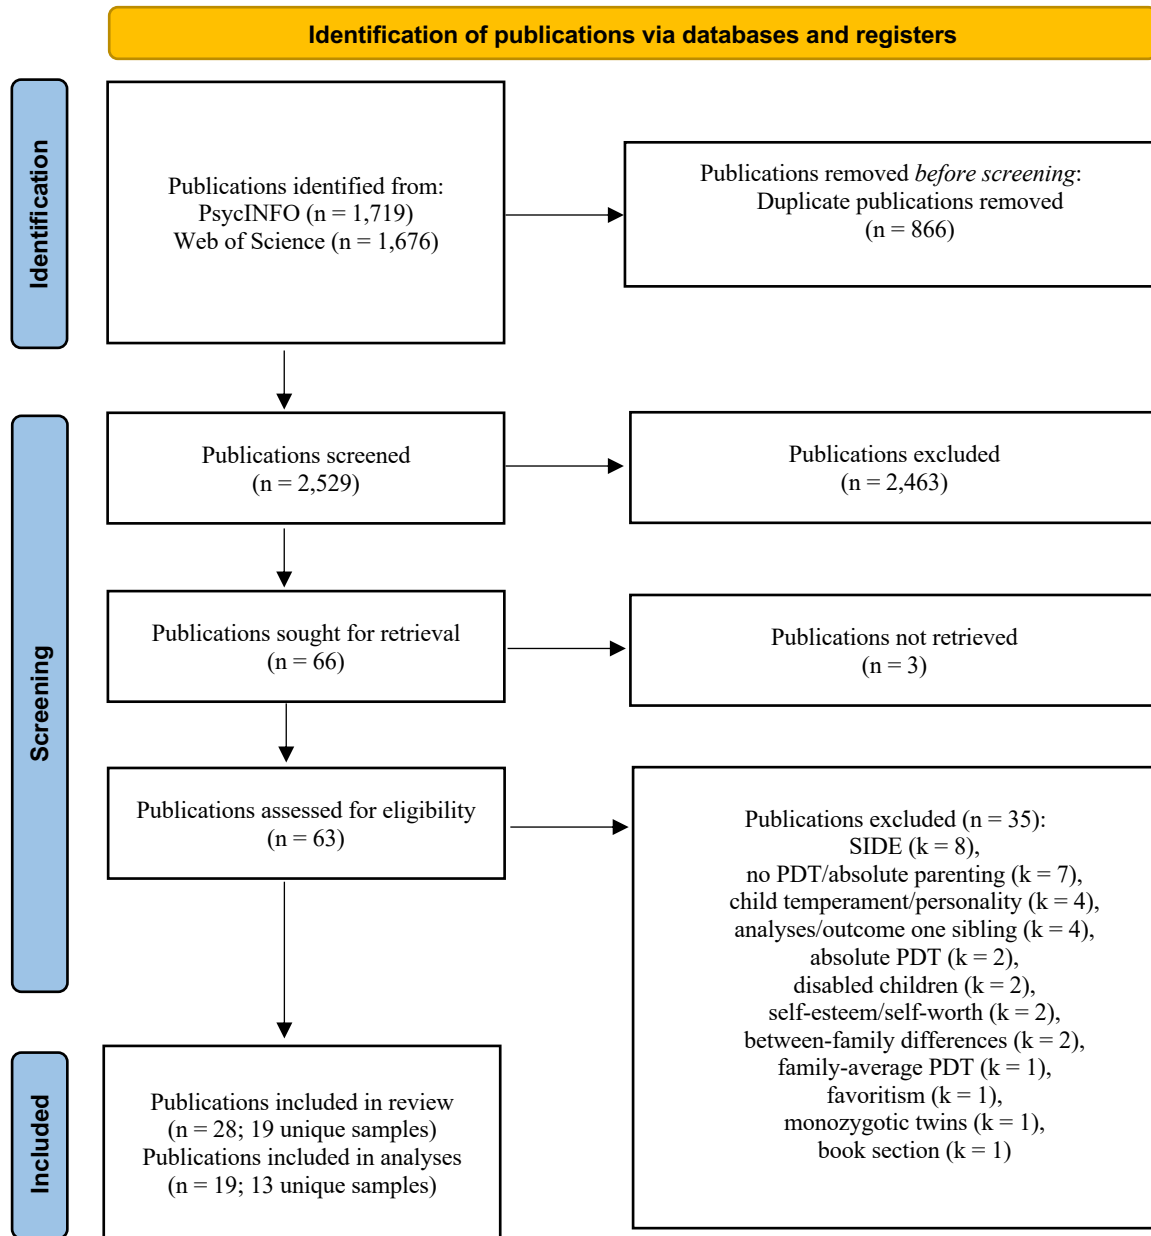 Identification of publications via databases and registers
Identification
Publications identified from:
PsycINFO (n = 1,719)
Web of Science (n = 1,676)
Publications removed before screening:
Duplicate publications removed
(n = 866)
Screening
Publications screened
(n = 2,529)
Publications excluded
(n = 2,463)
Publications sought for retrieval
(n = 66)
Publications not retrieved
(n = 3)
Publications assessed for eligibility
(n = 63)
Publications excluded (n = 35):
SIDE (k = 8),
no PDT/absolute parenting (k = 7),
child temperament/personality (k = 4),
analyses/outcome one sibling (k = 4),
absolute PDT (k = 2),
disabled children (k = 2),
self-esteem/self-worth (k = 2),
between-family differences (k = 2),
family-average PDT (k = 1),
favoritism (k = 1),
monozygotic twins (k = 1),
book section (k = 1)
Included
Publications included in review
(n = 28; 19 unique samples)
Publications included in analyses
(n = 19; 13 unique samples)